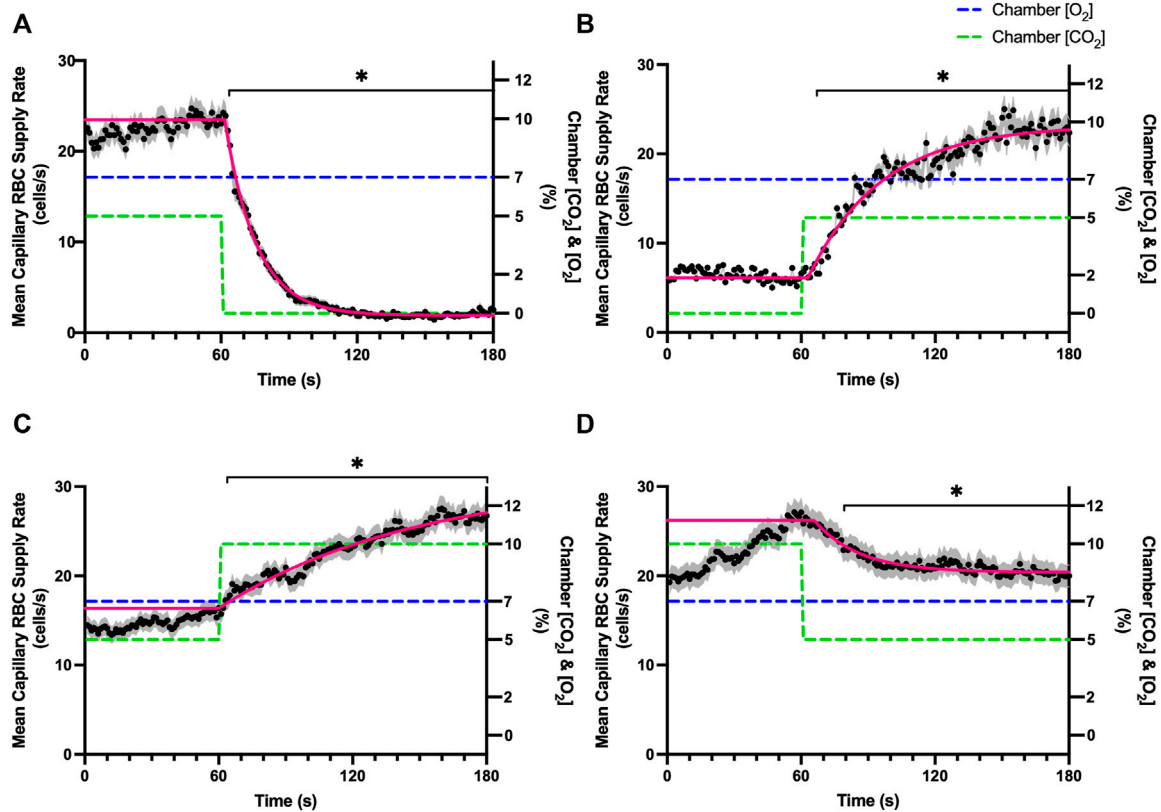 Chamber [O₂]
Chamber [CO₂]
A
30
20
10
0
Mean Capillary RBC Supply Rate
(cells/s)
*
12
10
7
5
2
0
Chamber [CO₂] & [O₂]
(%)
0
60
120
180
Time (s)
B
30
20
10
0
Mean Capillary RBC Supply Rate
(cells/s)
*
12
10
7
5
2
0
Chamber [CO₂] & [O₂]
(%)
0
60
120
180
Time (s)
C
30
20
10
0
Mean Capillary RBC Supply Rate
(cells/s)
*
12
10
7
5
2
0
Chamber [CO₂] & [O₂]
(%)
0
60
120
180
Time (s)
D
30
20
10
0
Mean Capillary RBC Supply Rate
(cells/s)
*
12
10
7
5
2
0
Chamber [CO₂] & [O₂]
(%)
0
60
120
180
Time (s)